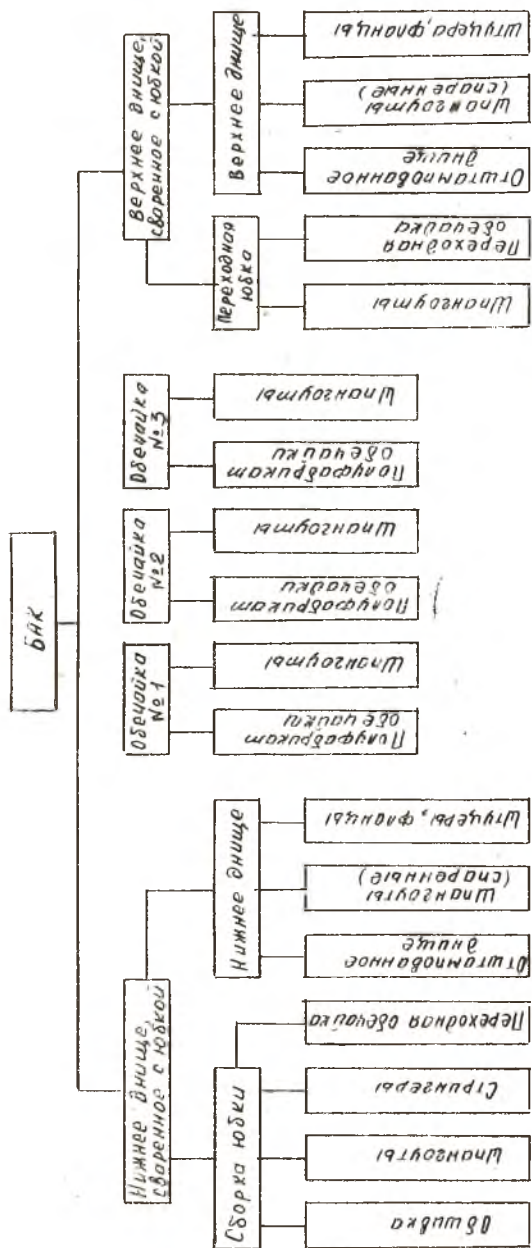 БАК
Нижнее днище,
сваренное с юбкой
Обечайка
№1
Обечайка
№2
Обечайка
№3
Верхнее днище,
сваренное с юбкой
Сборка юбки
Нижнее днище
Полуфабрикат
обечайки
Шпангоуты
Полуфабрикат
обечайки
Шпангоуты
Полуфабрикат
обечайки
Шпангоуты
Переходная
юбка
Верхнее днище
Обшивка
Шпангоуты
Стрингеры
Переходная обечайка
Отштампованное
днище
Шпангоуты
(спаренные)
Штуцеры, фланцы
Шпангоуты
Переходная
обечайка
Отштампованное
днище
Шпангоуты
(спаренные)
Штуцера, фланцы